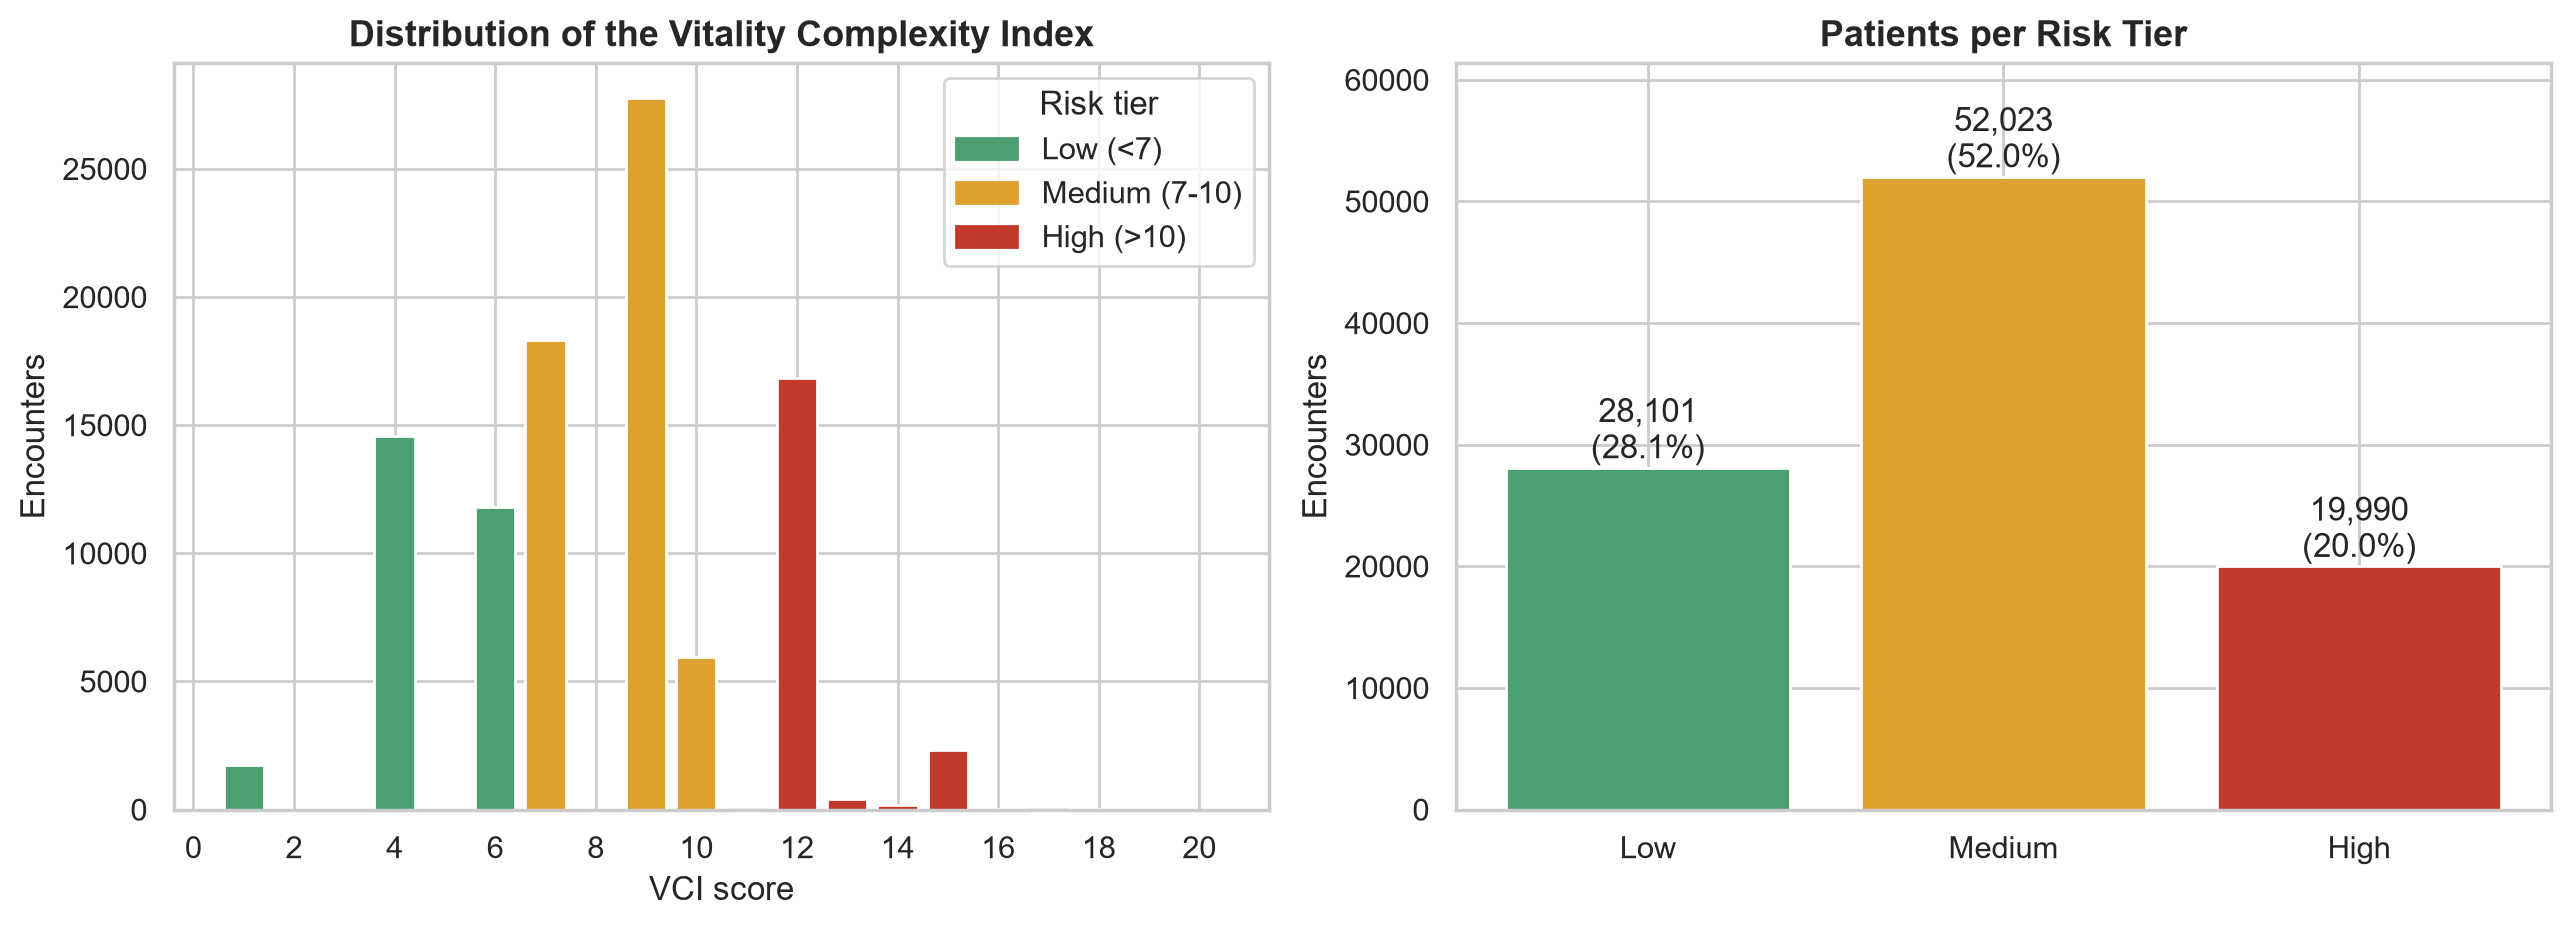 Distribution of the Vitality Complexity Index
Risk tier
Low (<7)
Medium (7-10)
High (>10)
Encounters
25000
20000
15000
10000
5000
0
0 2 4 6 8 10 12 14 16 18 20
VCI score
Patients per Risk Tier
Encounters
60000
50000
40000
30000
20000
10000
0
28,101
(28.1%)
52,023
(52.0%)
19,990
(20.0%)
Low Medium High